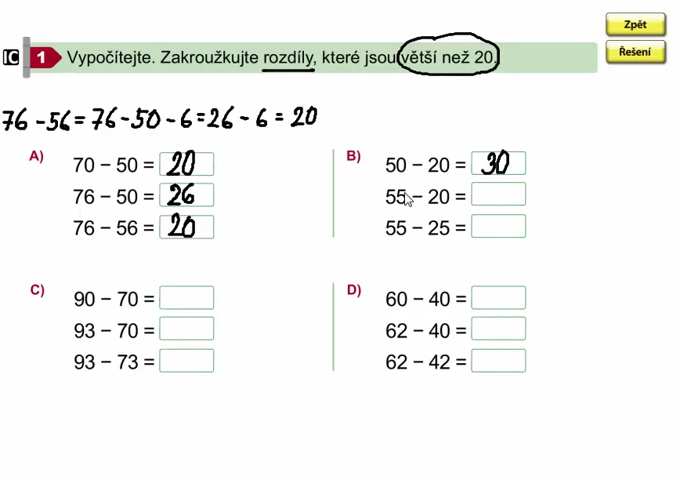 Zpět
1 Vypočítejte. Zakroužkujte rozdíly, které jsou větší než 20.
Řešení
76 - 56 = 76 - 50 - 6 = 26 - 6 = 20
A)
70 − 50 = 20
76 − 50 = 26
76 − 56 = 20
B)
50 − 20 = 30
55 − 20 =
55 − 25 =
C)
90 − 70 =
93 − 70 =
93 − 73 =
D)
60 − 40 =
62 − 40 =
62 − 42 =